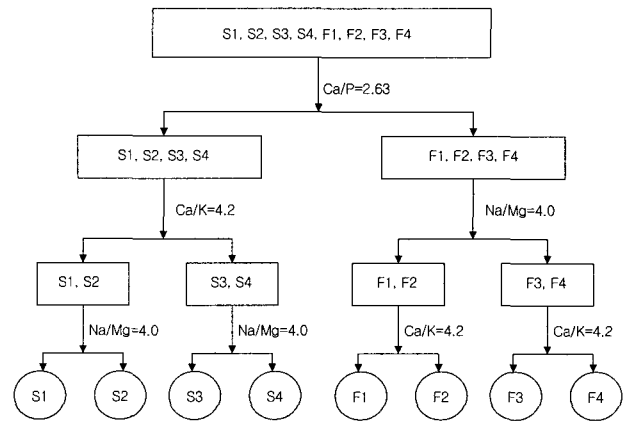 S1, S2, S3, S4, F1, F2, F3, F4
Ca/P=2.63
S1, S2, S3, S4
F1, F2, F3, F4
Ca/K=4.2
Na/Mg=4.0
S1, S2
S3, S4
F1, F2
F3, F4
Na/Mg=4.0
Na/Mg=4.0
Ca/K=4.2
Ca/K=4.2
S1
S2
S3
S4
F1
F2
F3
F4